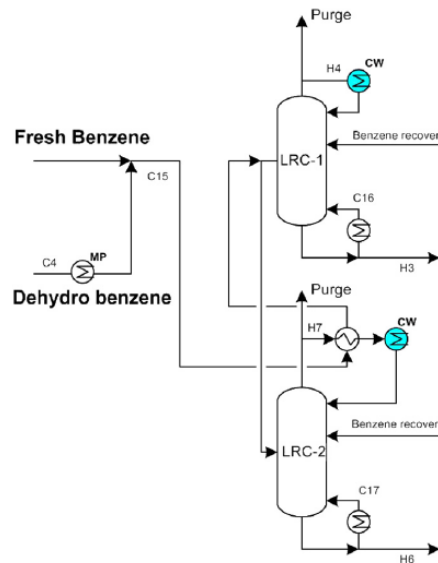 Purge
H4
CW
Fresh Benzene
Benzene recover
LRC-1
C15
C16
C4
MP
H3
Dehydro benzene
Purge
H7
CW
Benzene recover
LRC-2
C17
H6